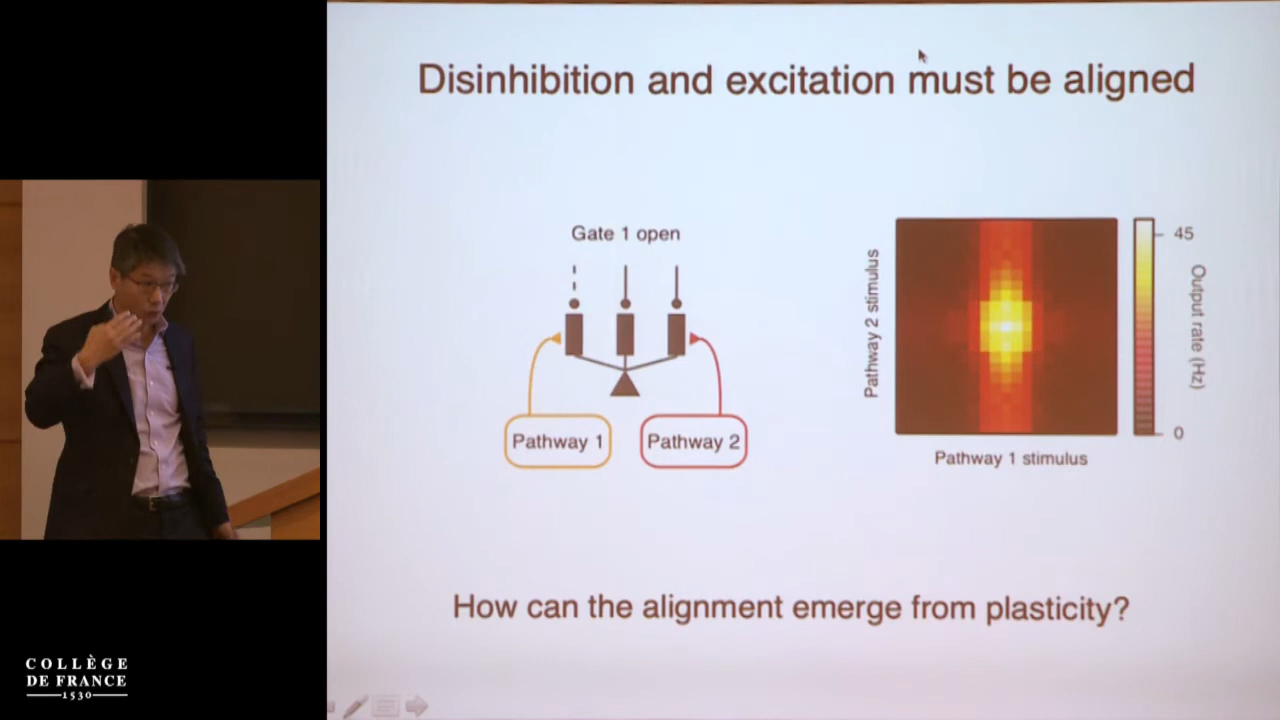 Disinhibition and excitation must be aligned
Gate 1 open
Pathway 1
Pathway 2
Pathway 2 stimulus
Pathway 1 stimulus
45
0
Output rate (Hz)
How can the alignment emerge from plasticity?
COLLÈGE
DE FRANCE
1530